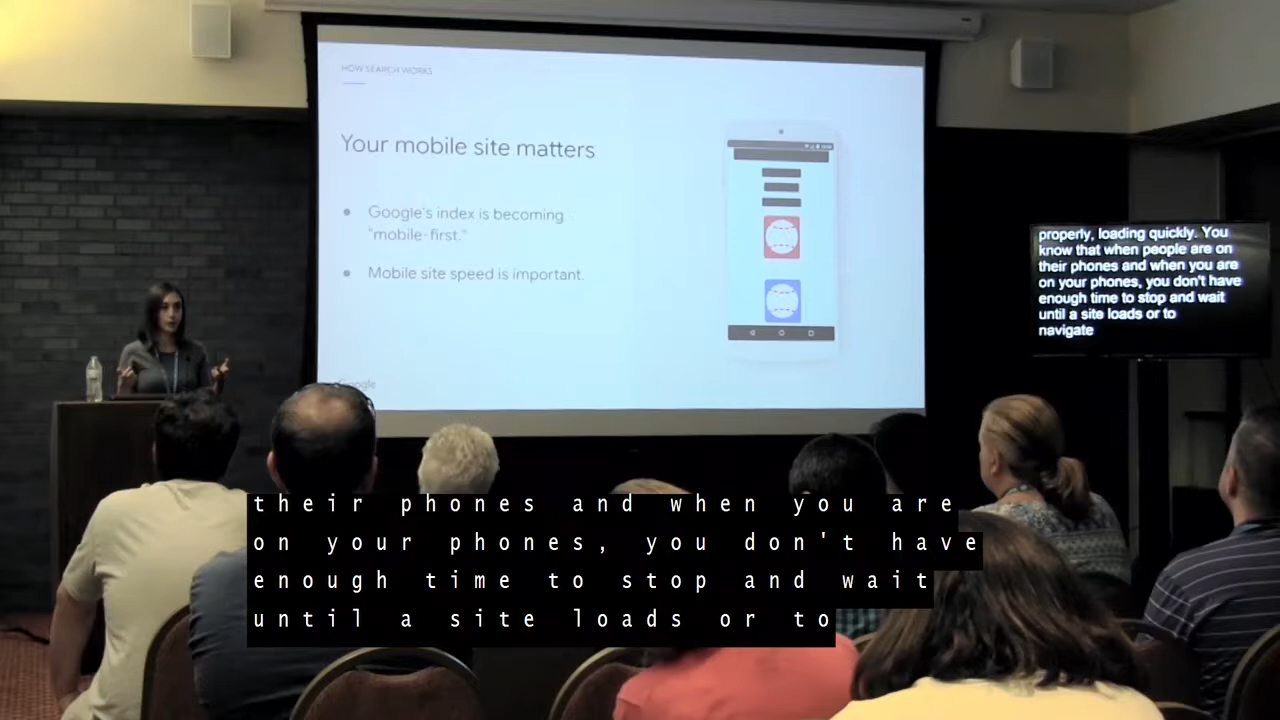 HOW SEARCH WORKS
Your mobile site matters
● Google's index is becoming
"mobile-first."
● Mobile site speed is important.
Google
properly, loading quickly. You
know that when people are on
their phones and when you are
on your phones, you don't have
enough time to stop and wait
until a site loads or to
navigate
their phones and when you are
on your phones, you don't have
enough time to stop and wait
until a site loads or to